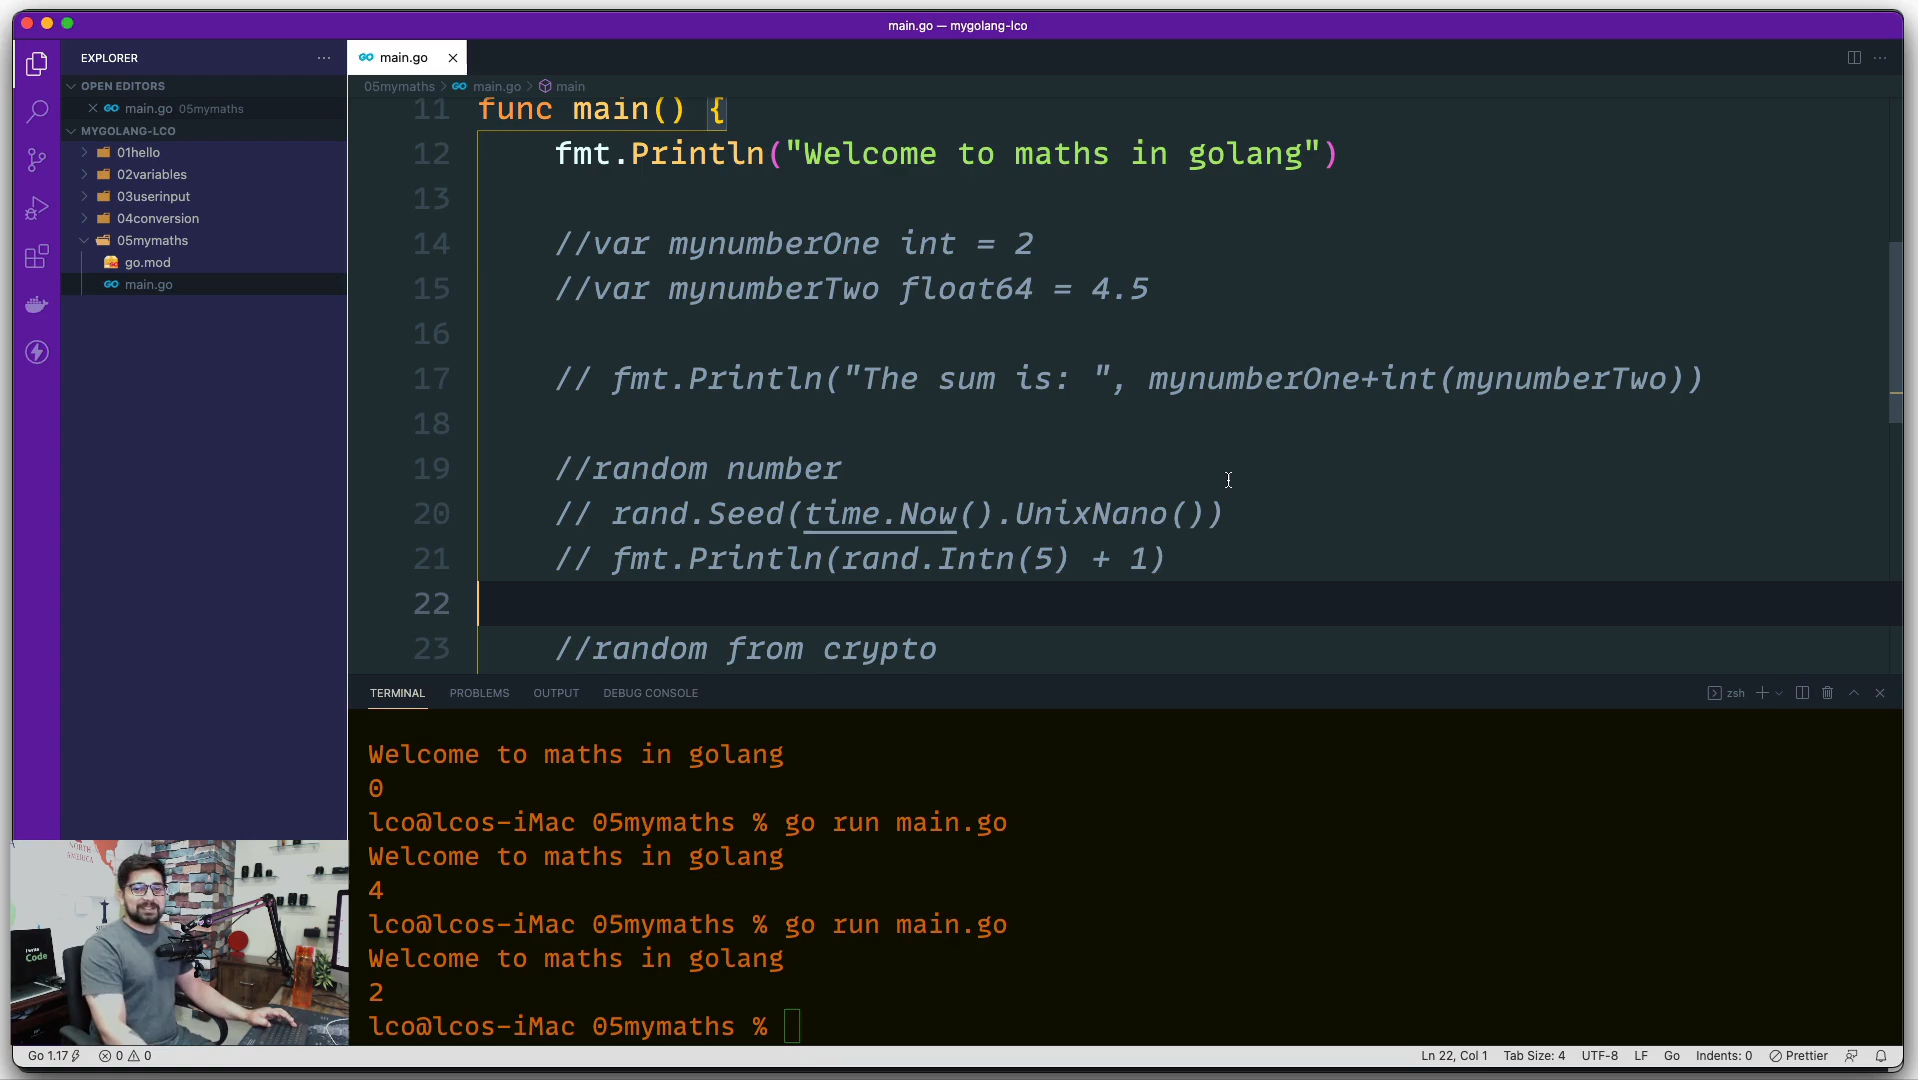 main.go — mygolang-lco
EXPLORER
OPEN EDITORS
main.go 05mymaths
MYGOLANG-LCO
01hello
02variables
03userinput
04conversion
05mymaths
go.mod
main.go
main.go
05mymaths > main.go > main
11 func main() {
12 fmt.Println("Welcome to maths in golang")
13
14 //var mynumberOne int = 2
15 //var mynumberTwo float64 = 4.5
16
17 // fmt.Println("The sum is: ", mynumberOne+int(mynumberTwo))
18
19 //random number
20 // rand.Seed(time.Now().UnixNano())
21 // fmt.Println(rand.Intn(5) + 1)
22
23 //random from crypto
TERMINAL PROBLEMS OUTPUT DEBUG CONSOLE
zsh
Welcome to maths in golang
0
lco@lcos-iMac 05mymaths % go run main.go
Welcome to maths in golang
4
lco@lcos-iMac 05mymaths % go run main.go
Welcome to maths in golang
2
lco@lcos-iMac 05mymaths %
NORTH
AMERICA
I write
Code
Go 1.17 0 0
Ln 22, Col 1 Tab Size: 4 UTF-8 LF Go Indents: 0 Prettier